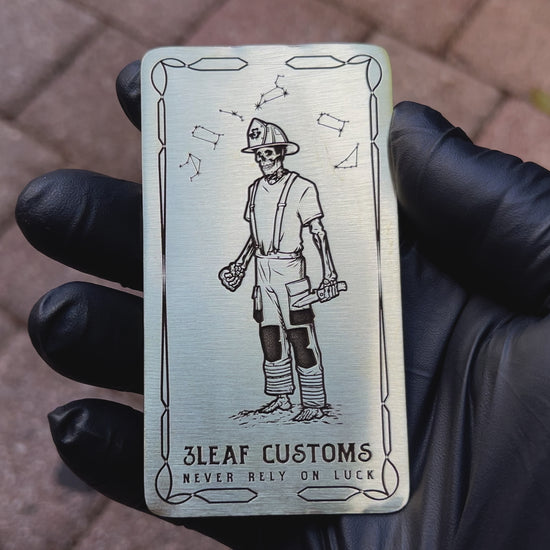 3LEAF CUSTOMS
NEVER RELY ON LUCK